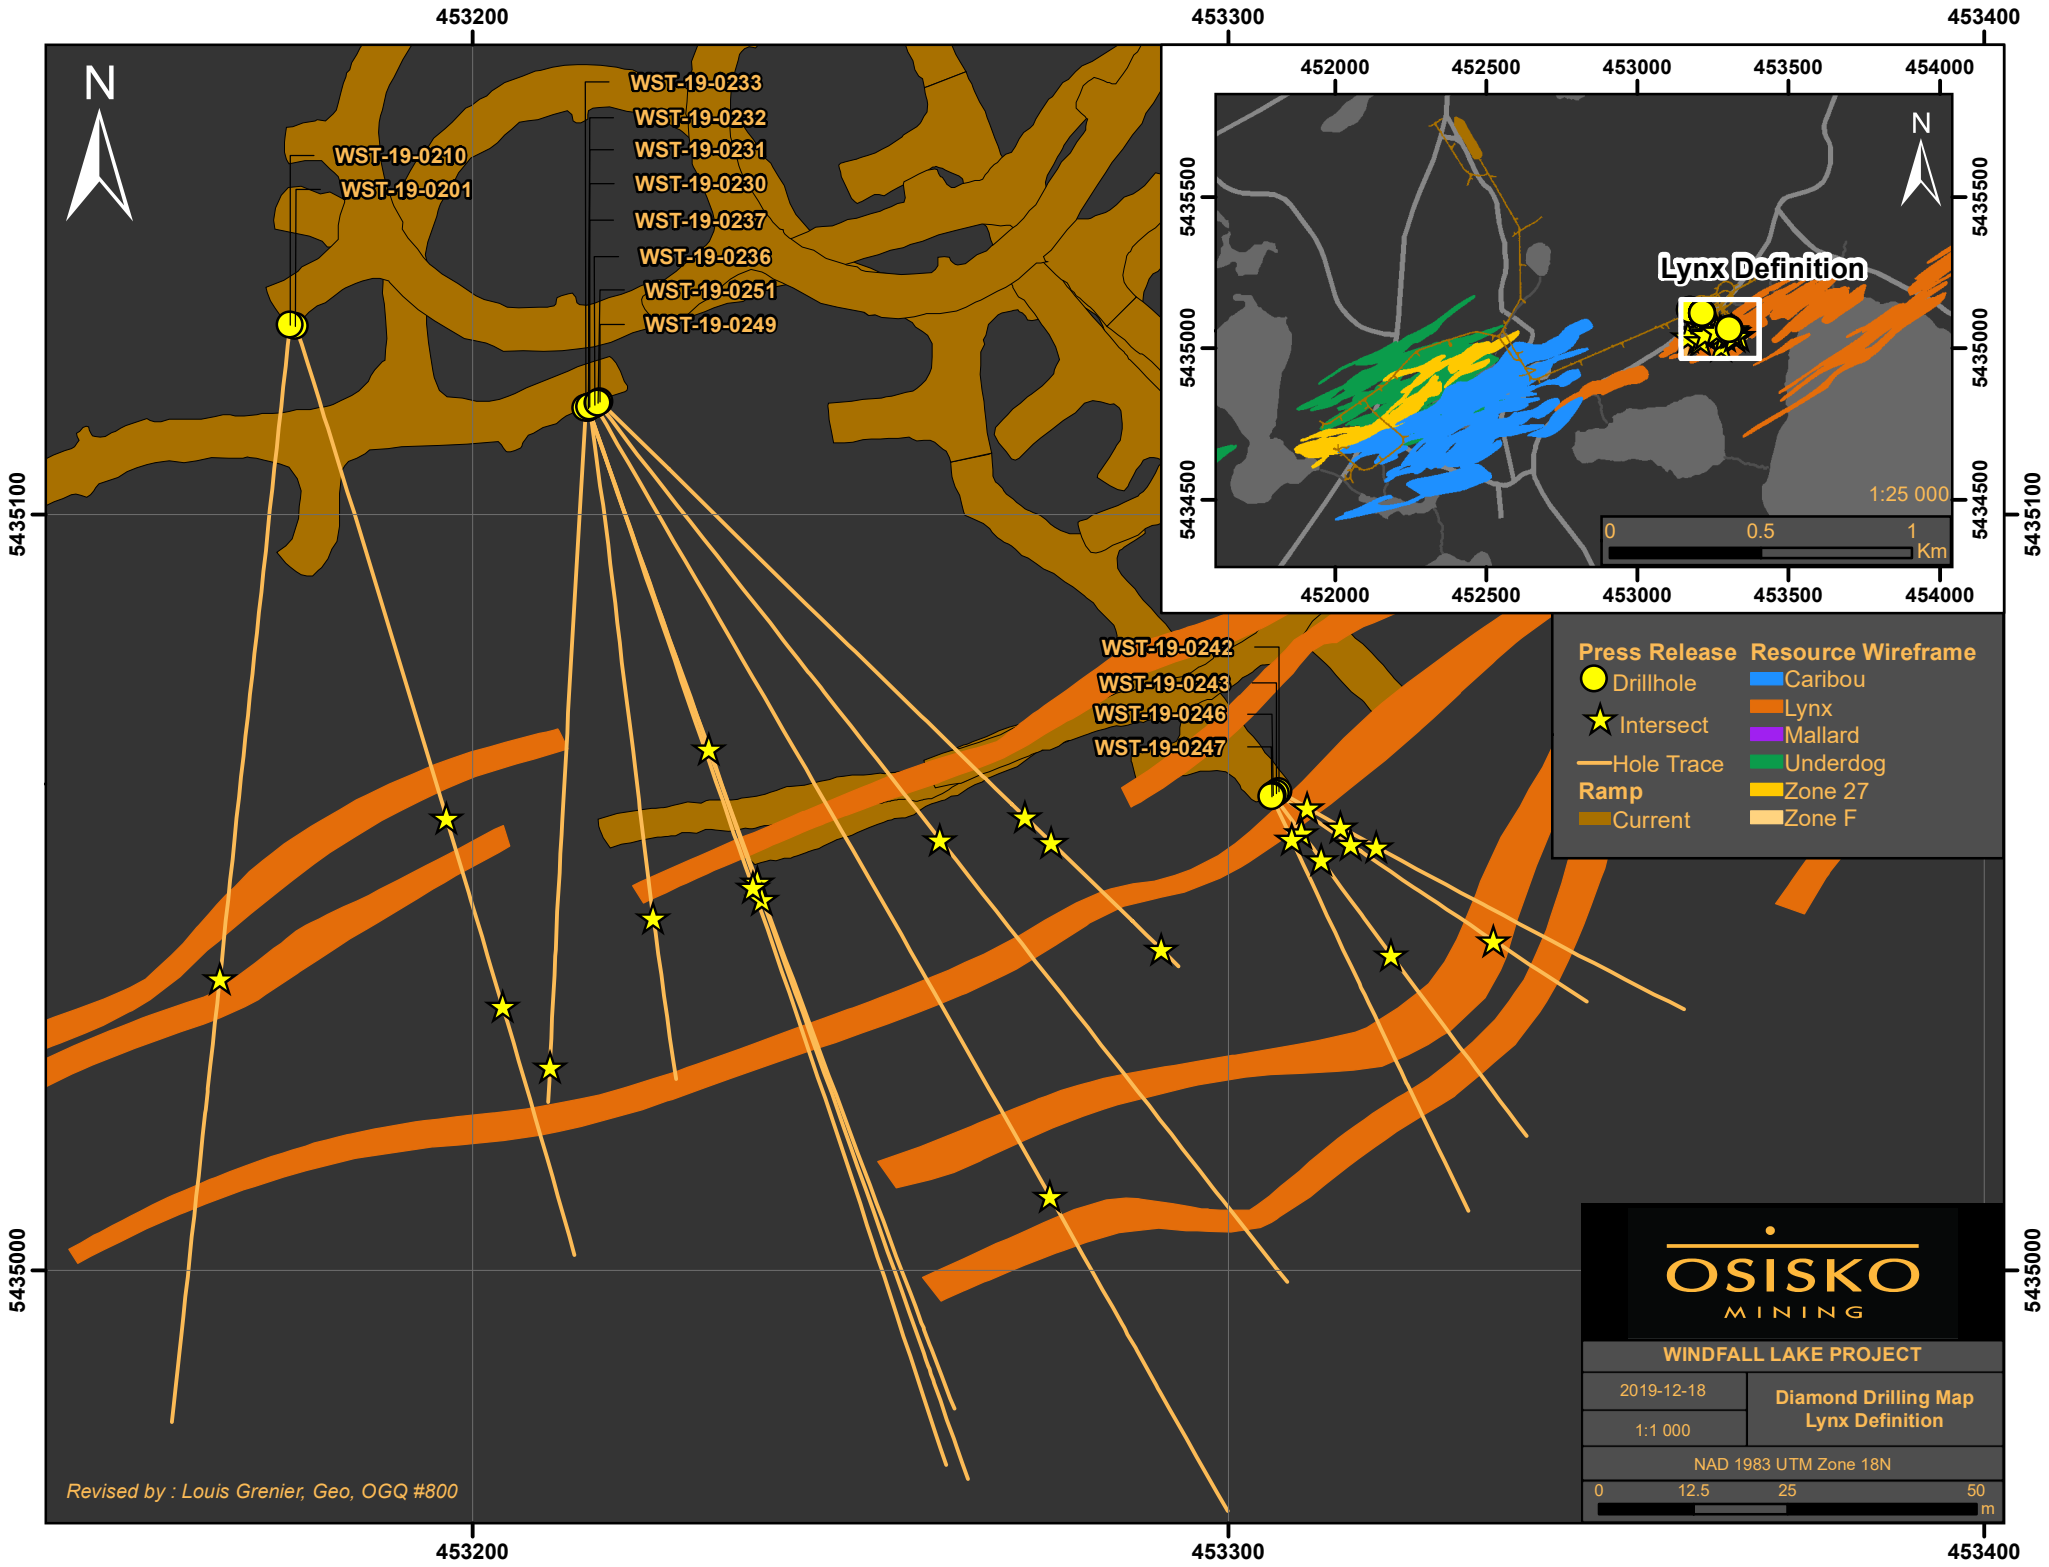 453200
453300
453400
N
WST-19-0233
WST-19-0232
WST-19-0231
WST-19-0230
WST-19-0237
WST-19-0236
WST-19-0251
WST-19-0249
WST-19-0210
WST-19-0201
452000
452500
453000
453500
454000
N
5435500
5435000
5434500
5435500
5435000
5434500
Lynx Definition
1:25 000
0
0.5
1
Km
452000
452500
453000
453500
454000
5435100
5435100
WST-19-0242
WST-19-0243
WST-19-0246
WST-19-0247
Press Release
Drillhole
Intersect
Hole Trace
Ramp
Current
Resource Wireframe
Caribou
Lynx
Mallard
Underdog
Zone 27
Zone F
5435000
5435000
OSISKO
MINING
WINDFALL LAKE PROJECT
2019-12-18
1:1 000
Diamond Drilling Map
Lynx Definition
NAD 1983 UTM Zone 18N
0
12.5
25
50
m
Revised by : Louis Grenier, Geo, OGQ #800
453200
453300
453400